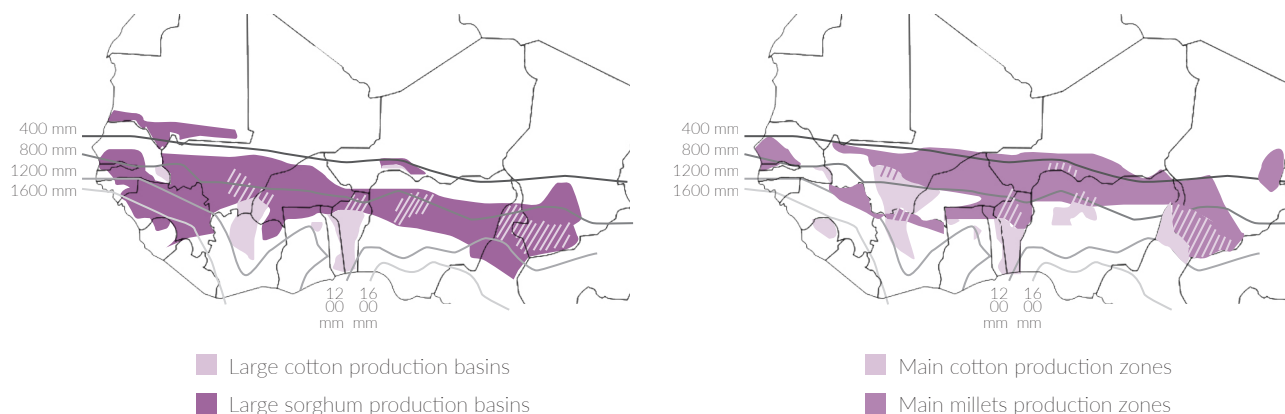 400 mm
800 mm
1200 mm
1600 mm
12
00
mm
16
00
mm
Large cotton production basins
Large sorghum production basins
400 mm
800 mm
1200 mm
1600 mm
12
00
mm
16
00
mm
Main cotton production zones
Main millets production zones